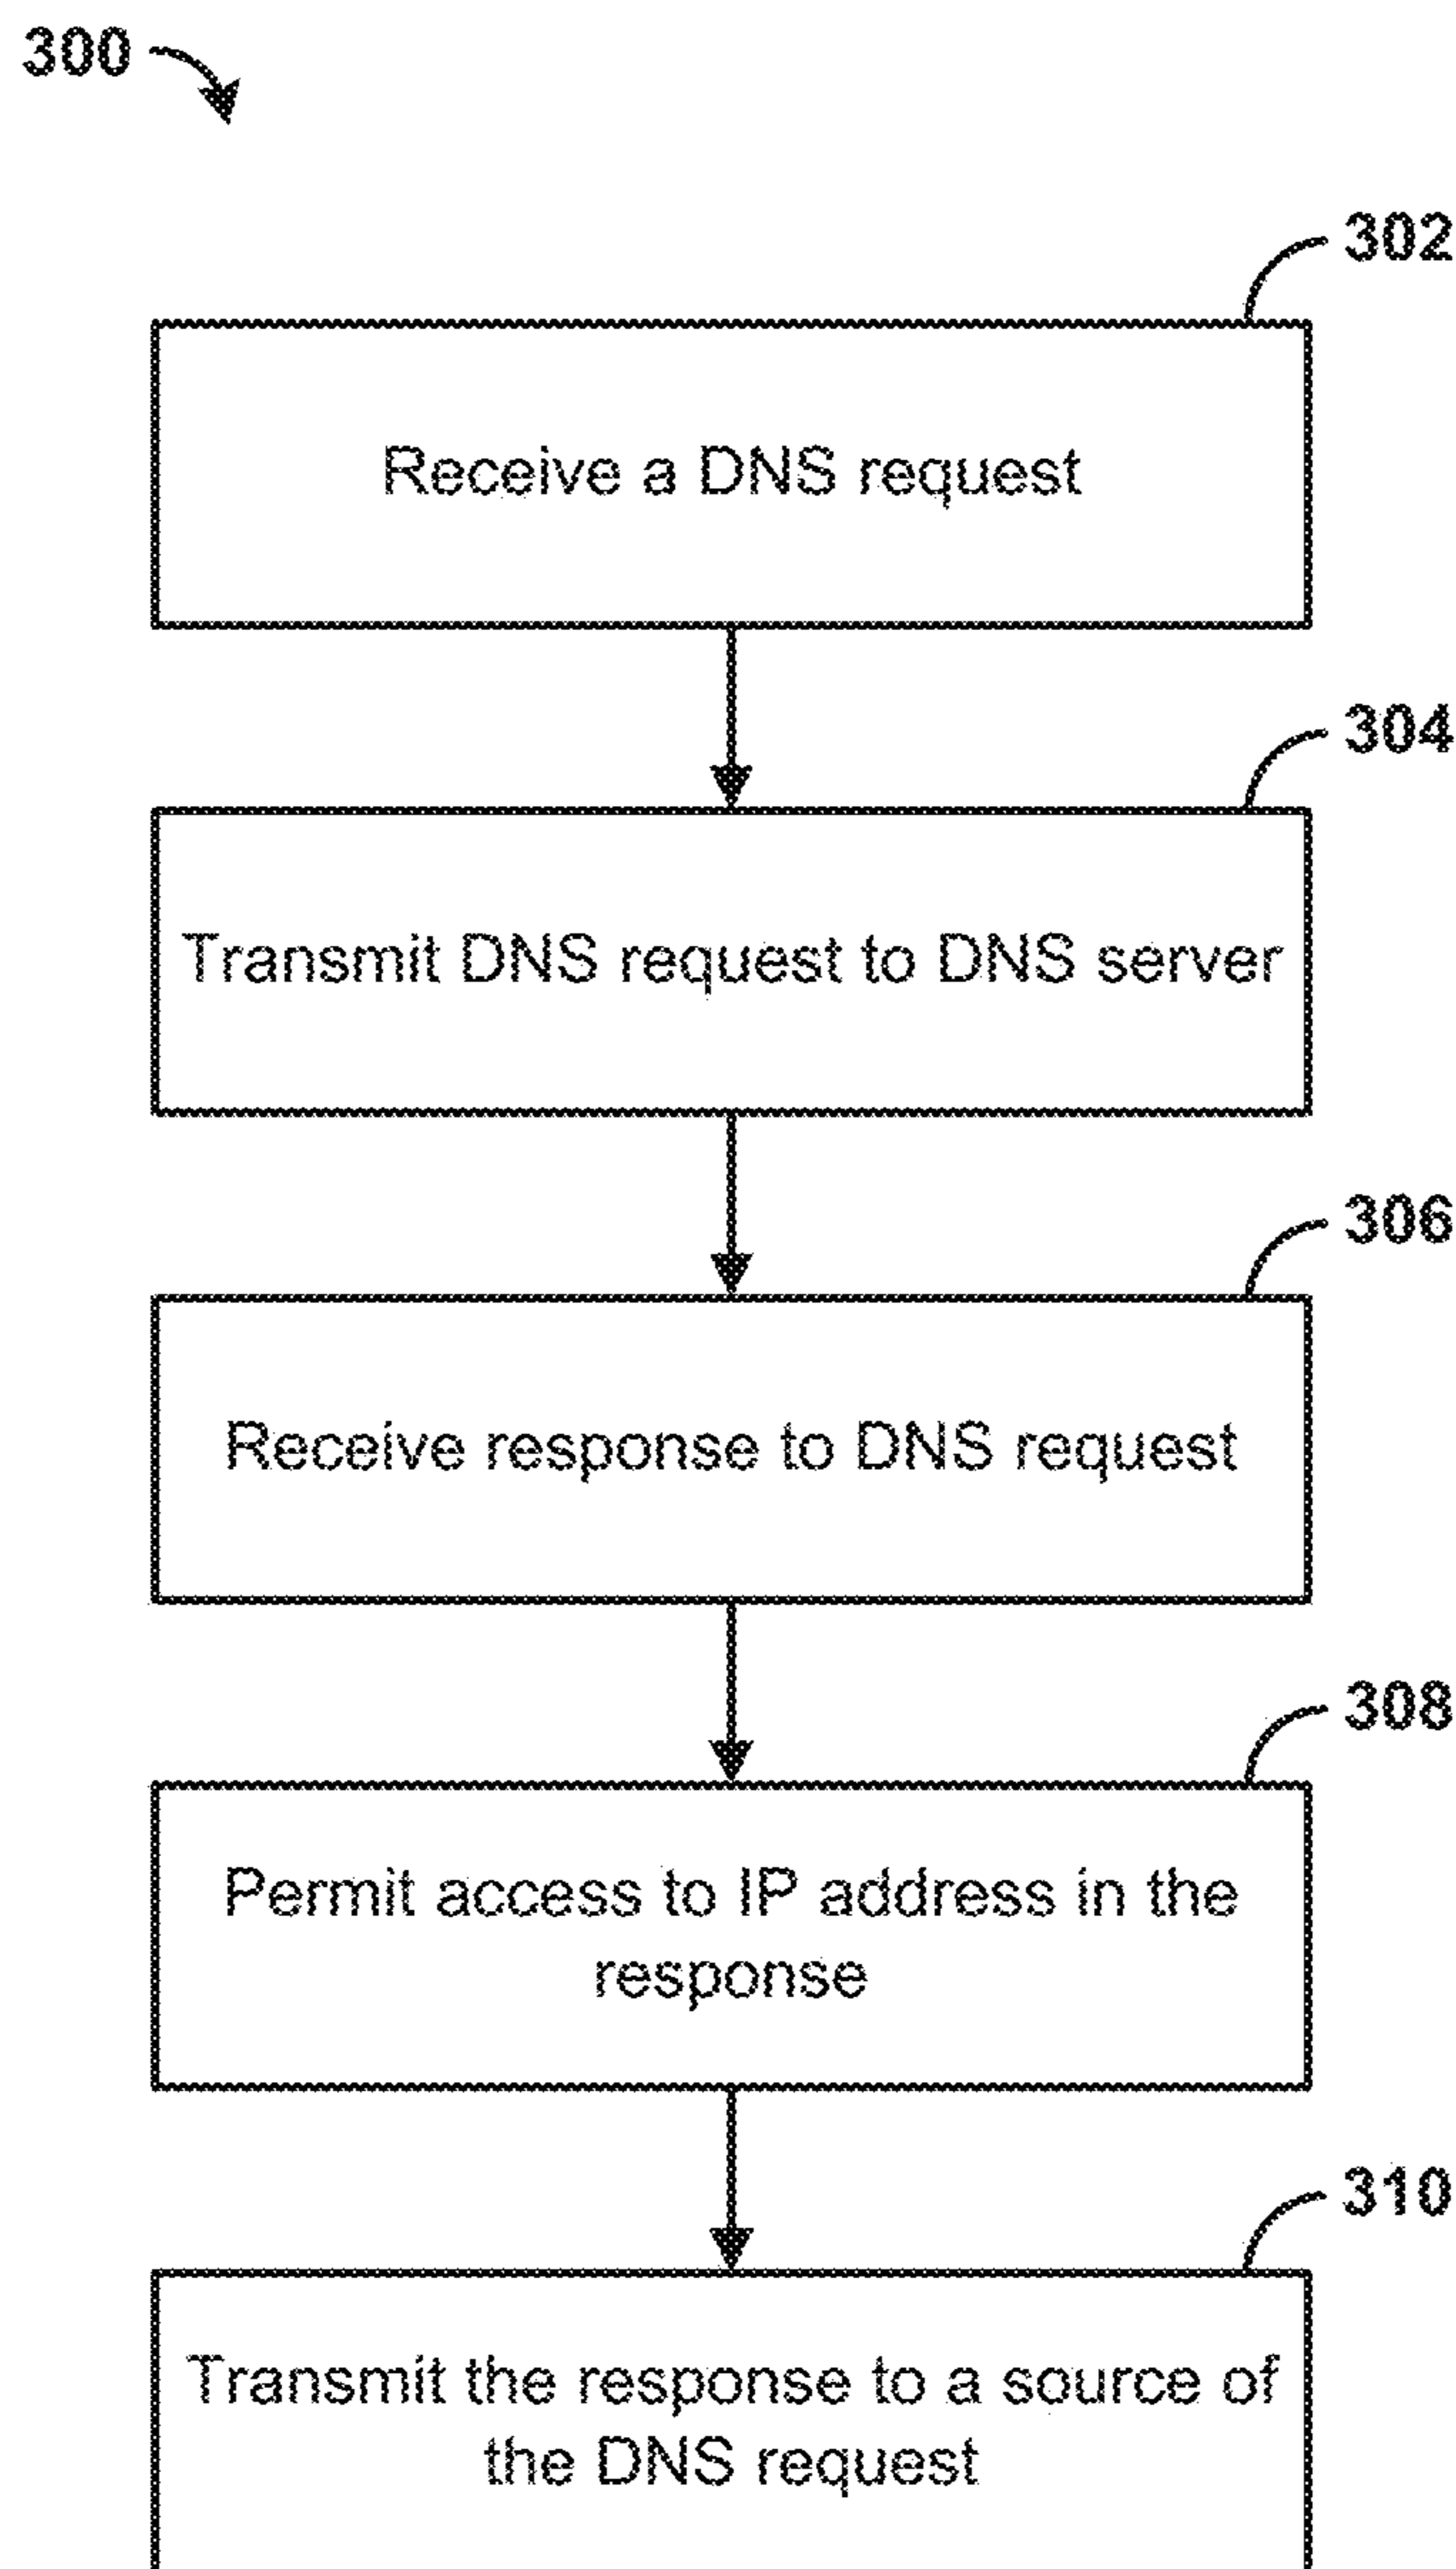 300
302
Receive a DNS request
304
Transmit DNS request to DNS server
306
Receive response to DNS request
308
Permit access to IP address in the
response
310
Transmit the response to a source of
the DNS request